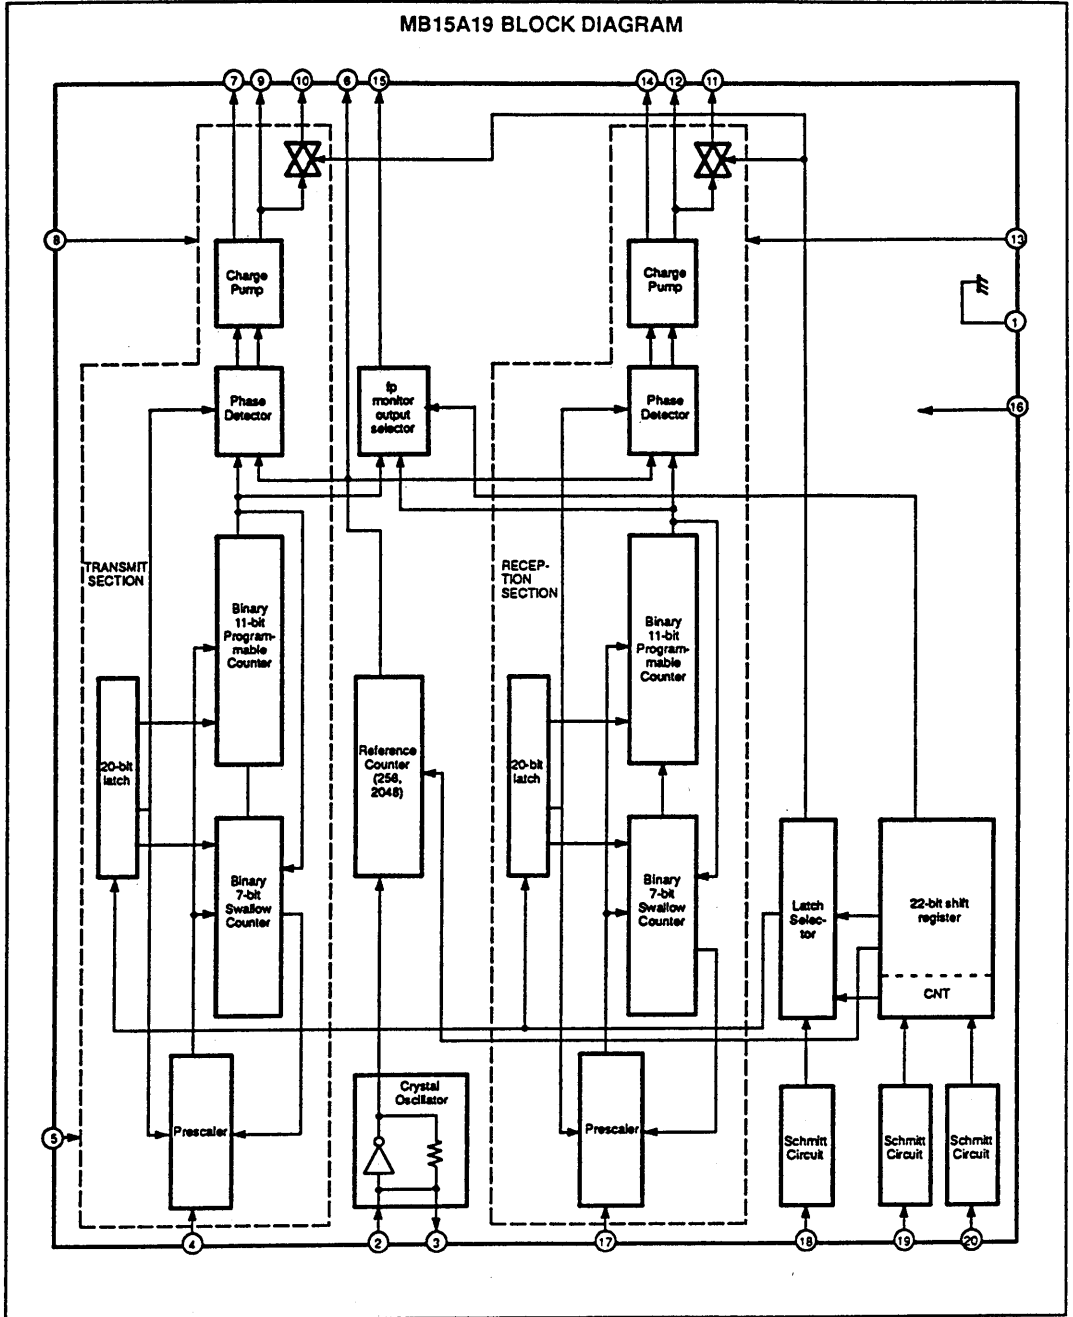 MB15A19 BLOCK DIAGRAM
7
9
10
6
15
14
12
11
8
13
1
16
Charge
Pump
Charge
Pump
Phase
Detector
fp
monitor
output
selector
Phase
Detector
TRANSMIT
SECTION
RECEP-
TION
SECTION
Binary
11-bit
Program-
mable
Counter
Binary
11-bit
Program-
mable
Counter
20-bit
latch
Reference
Counter
(256,
2048)
20-bit
latch
Binary
7-bit
Swallow
Counter
Binary
7-bit
Swallow
Counter
Latch
Selec-
tor
22-bit shift
register
CNT
Crystal
Oscillator
Prescaler
Prescaler
Schmitt
Circuit
Schmitt
Circuit
Schmitt
Circuit
5
4
2
3
17
18
19
20